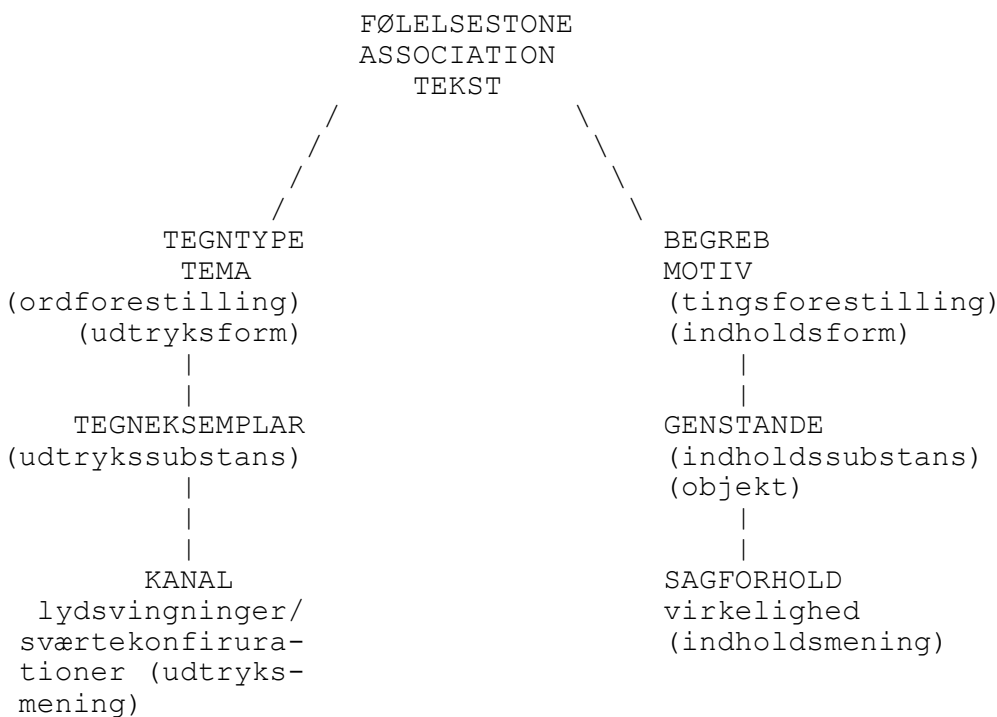 FØLELSESTONE
ASSOCIATION
TEKST
TEGNTYPE BEGREB
TEMA MOTIV
(ordforestilling) (tingsforestilling)
(udtryksform) (indholdsform)
TEGNEKSEMPLAR GENSTANDE
(udtrykssubstans) (indholdssubstans)
(objekt)
KANAL SAGFORHOLD
lydsvingninger/ virkelighed
sværtekonfirura- (indholdsmening)
tioner (udtryks-
mening)